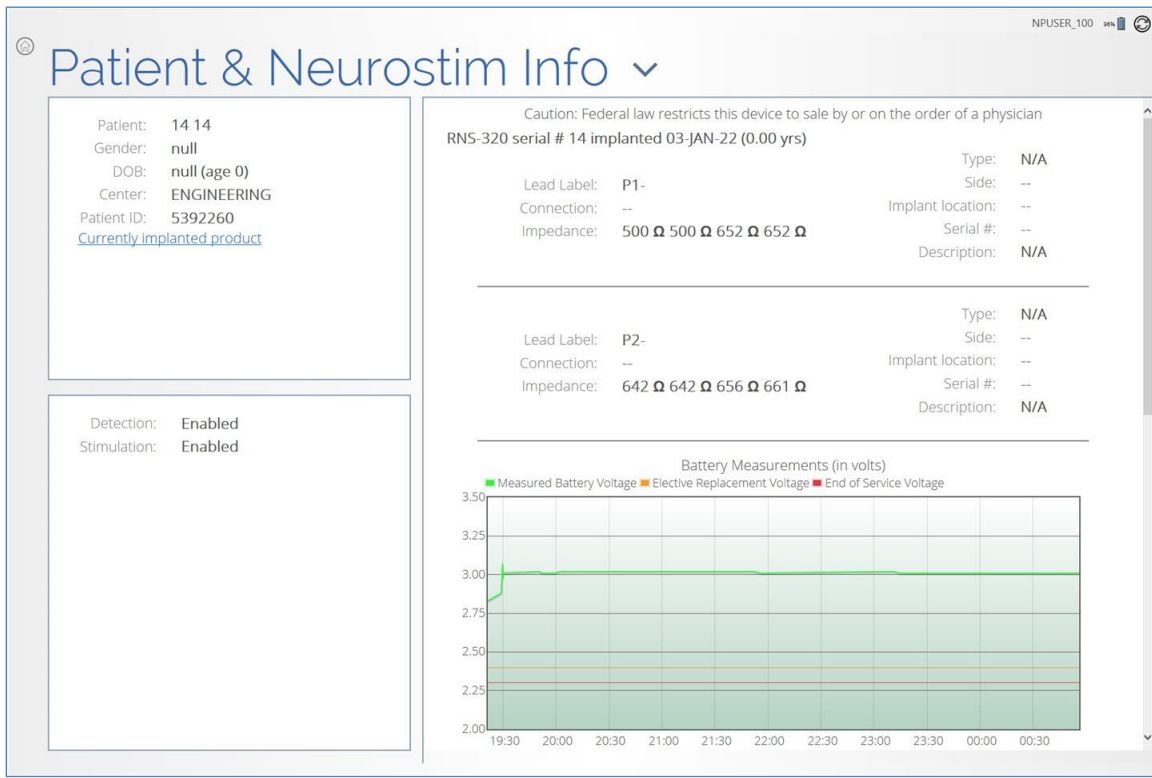 NPUSER_100 96%
Patient & Neurostim Info
Patient: 14 14
Gender: null
DOB: null (age 0)
Center: ENGINEERING
Patient ID: 5392260
Currently implanted product
Detection: Enabled
Stimulation: Enabled
Caution: Federal law restricts this device to sale by or on the order of a physician
RNS-320 serial # 14 implanted 03-JAN-22 (0.00 yrs)
Lead Label: P1-
Connection: --
Impedance: 500 Ω 500 Ω 652 Ω 652 Ω
Type: N/A
Side: --
Implant location: --
Serial #: --
Description: N/A
Lead Label: P2-
Connection: --
Impedance: 642 Ω 642 Ω 656 Ω 661 Ω
Type: N/A
Side: --
Implant location: --
Serial #: --
Description: N/A
Battery Measurements (in volts)
Measured Battery Voltage Elective Replacement Voltage End of Service Voltage
3.50
3.25
3.00
2.75
2.50
2.25
2.00
19:30 20:00 20:30 21:00 21:30 22:00 22:30 23:00 23:30 00:00 00:30